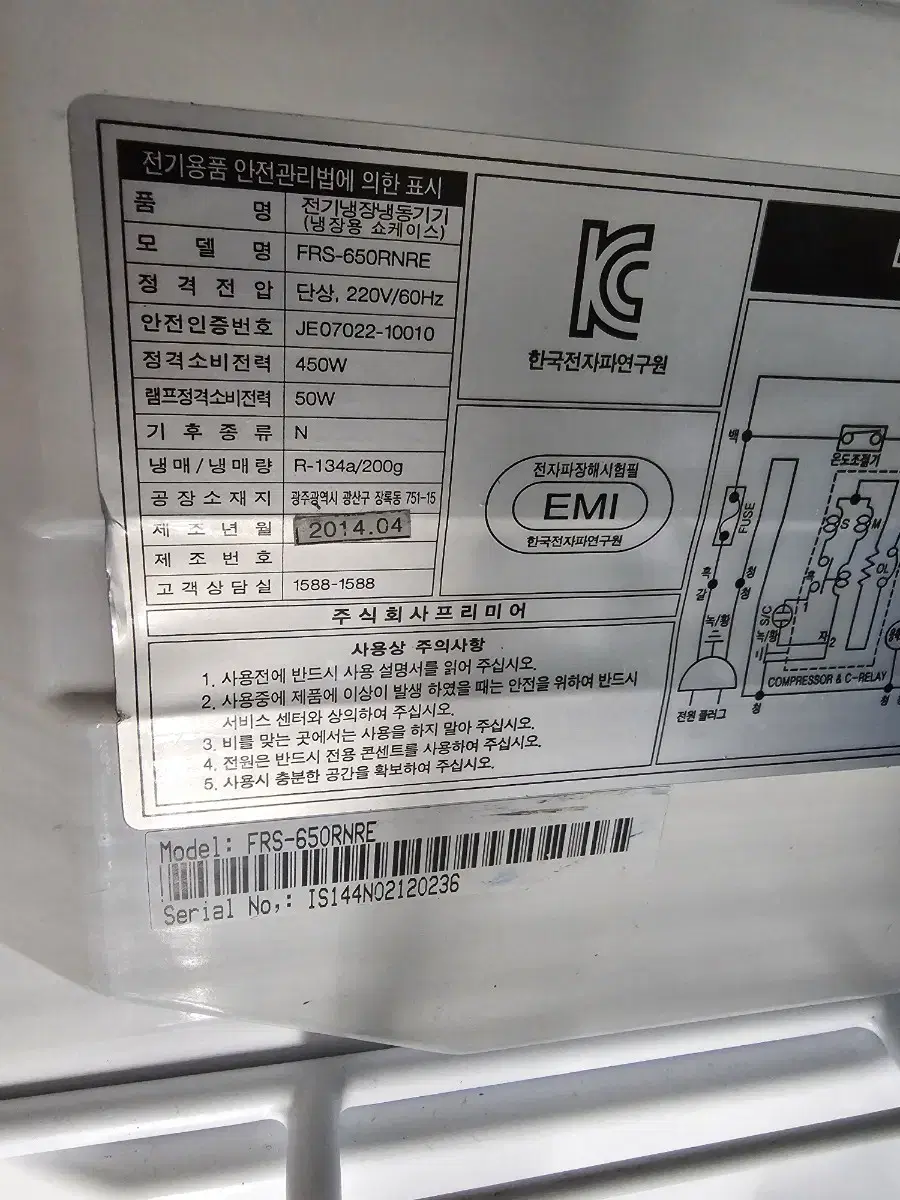 전기용품 안전관리법에 의한 표시
품 명 전기냉장냉동기기
(냉장용 쇼케이스)
모 델 명 FRS-650RNRE
정 격 전 압 단상, 220V/60Hz
안전인증번호 JE07022-10010
정격소비전력 450W
램프정격소비전력 50W
기 후 종 류 N
냉매/냉매량 R-134a/200g
공 장 소 재 지 광주광역시 광산구 장록동 751-15
제 조 년 월 2014.04
제 조 번 호
고 객 상 담 실 1588-1588
KC
한국전자파연구원
전자파장해시험필
EMI
한국전자파연구원
주식회사프리미어
사용상 주의사항
1. 사용전에 반드시 사용 설명서를 읽어 주십시오.
2. 사용중에 제품에 이상이 발생 하였을 때는 안전을 위하여 반드시
서비스 센터와 상의하여 주십시오.
3. 비를 맞는 곳에서는 사용을 하지 말아 주십시오.
4. 전원은 반드시 전용 콘센트를 사용하여 주십시오.
5. 사용시 충분한 공간을 확보하여 주십시오.
백
온도조절기
FUSE
S
M
OL
흑
갈
청
청
흑
1
S/C
녹/황
녹/황
자
2
COMPRESSOR & C-RELAY
전원 플러그
청
청
Model: FRS-650RNRE
Serial No,: IS144N02120236